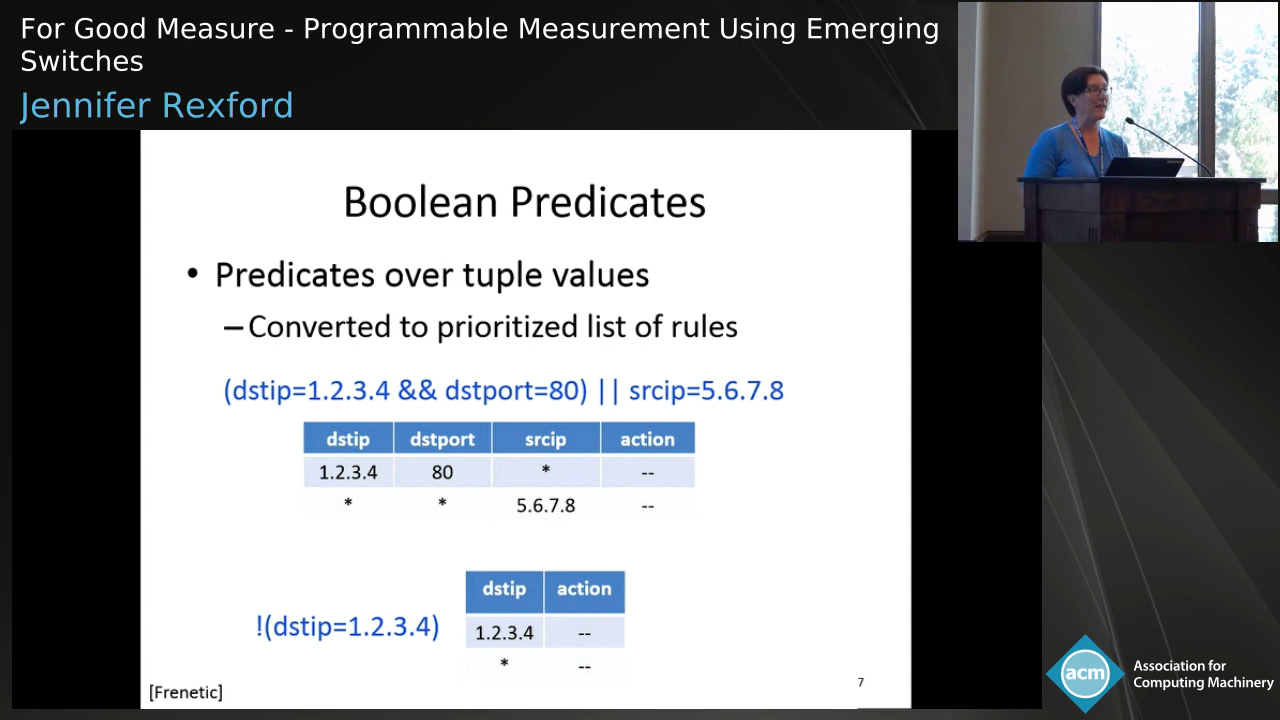 For Good Measure - Programmable Measurement Using Emerging
Switches
Jennifer Rexford
Boolean Predicates
• Predicates over tuple values
– Converted to prioritized list of rules
(dstip=1.2.3.4 && dstport=80) || srcip=5.6.7.8
dstip dstport srcip action
1.2.3.4 80 * --
* * 5.6.7.8 --
!(dstip=1.2.3.4)
dstip action
1.2.3.4 --
* --
[Frenetic]
7
acm
Association for
Computing Machinery